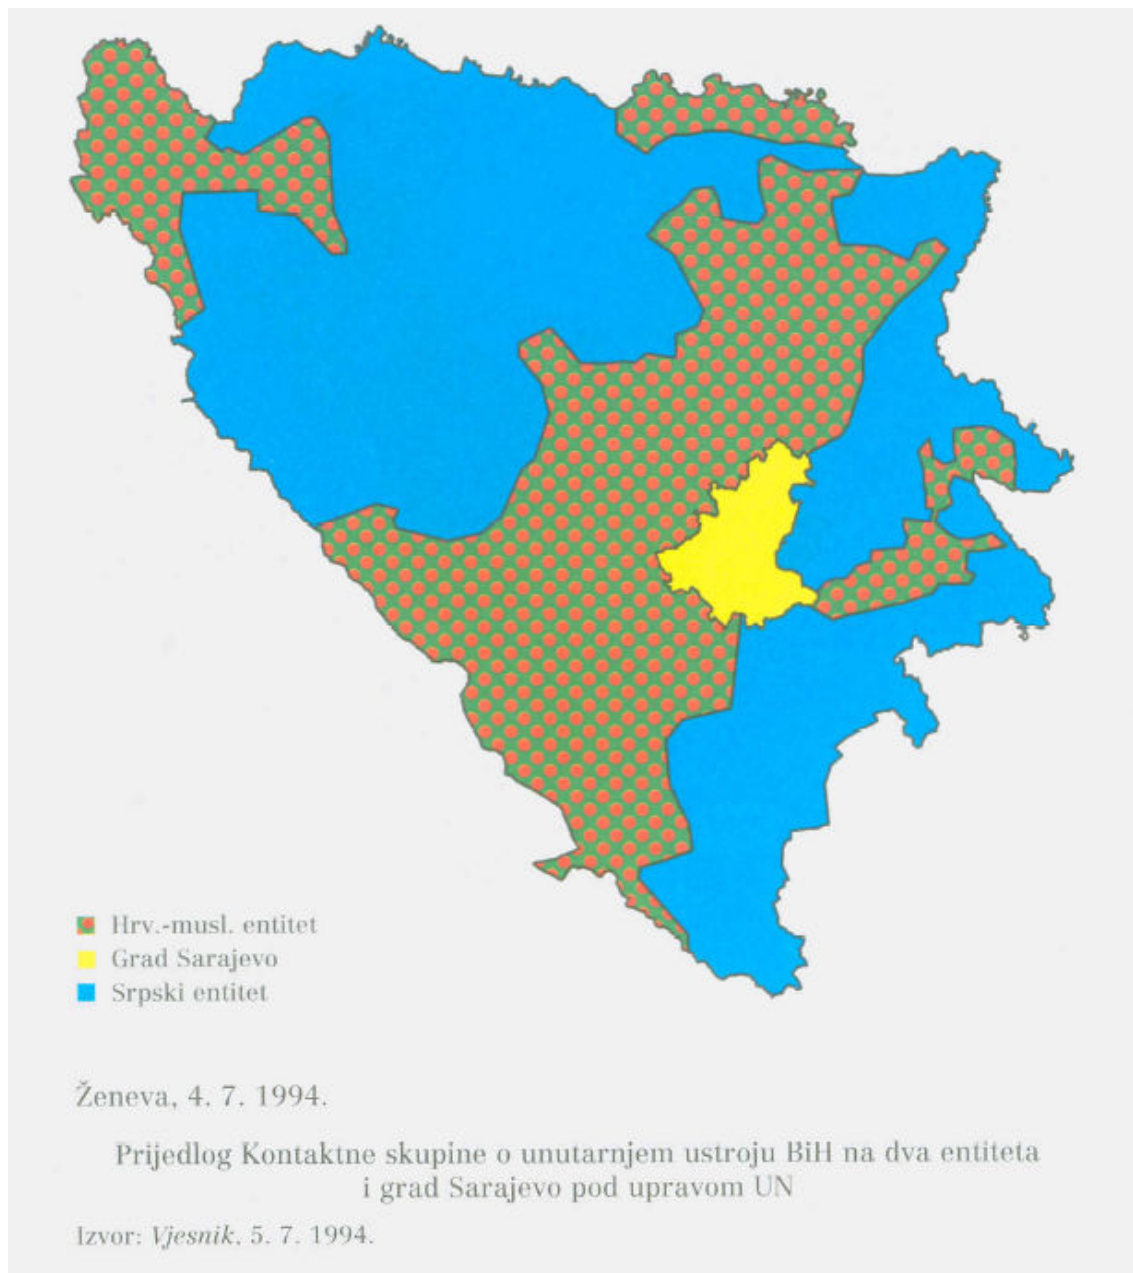 Hrv.-musl. entitet
Grad Sarajevo
Srpski entitet
Ženeva, 4. 7. 1994.
Prijedlog Kontaktne skupine o unutarnjem ustroju BiH na dva entiteta
i grad Sarajevo pod upravom UN
Izvor: Vjesnik, 5. 7. 1994.